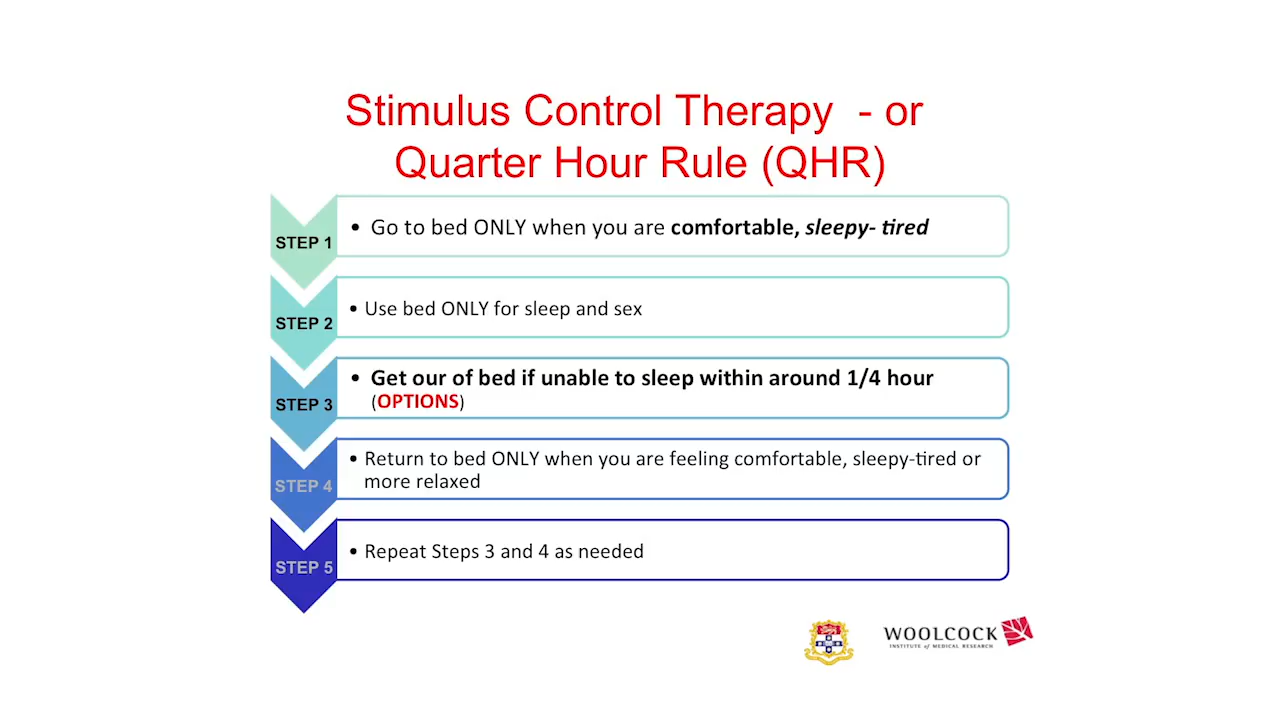 Stimulus Control Therapy - or
Quarter Hour Rule (QHR)
STEP 1
• Go to bed ONLY when you are comfortable, sleepy- tired
STEP 2
• Use bed ONLY for sleep and sex
STEP 3
• Get our of bed if unable to sleep within around 1/4 hour
(OPTIONS)
STEP 4
• Return to bed ONLY when you are feeling comfortable, sleepy-tired or
more relaxed
STEP 5
• Repeat Steps 3 and 4 as needed
WOOLCOCK
INSTITUTE of MEDICAL RESEARCH